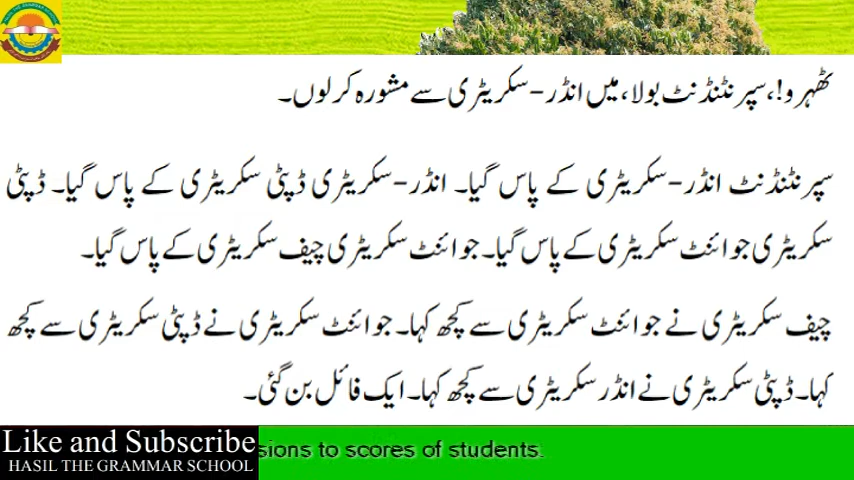 ٹھہرو!، سپرنٹنڈنٹ بولا، میں انڈر-سکریٹری سے مشورہ کر لوں۔
سپرنٹنڈنٹ انڈر-سکریٹری کے پاس گیا۔ انڈر-سکریٹری ڈپٹی سکریٹری کے پاس گیا۔ ڈپٹی
سکریٹری جوائنٹ سکریٹری کے پاس گیا۔ جوائنٹ سکریٹری چیف سکریٹری کے پاس گیا۔
چیف سکریٹری نے جوائنٹ سکریٹری سے کچھ کہا۔ جوائنٹ سکریٹری نے ڈپٹی سکریٹری سے کچھ
کہا۔ ڈپٹی سکریٹری نے انڈر سکریٹری سے کچھ کہا۔ ایک فائل بن گئی۔
Like and Subscribe
HASIL THE GRAMMAR SCHOOL
sions to scores of students.